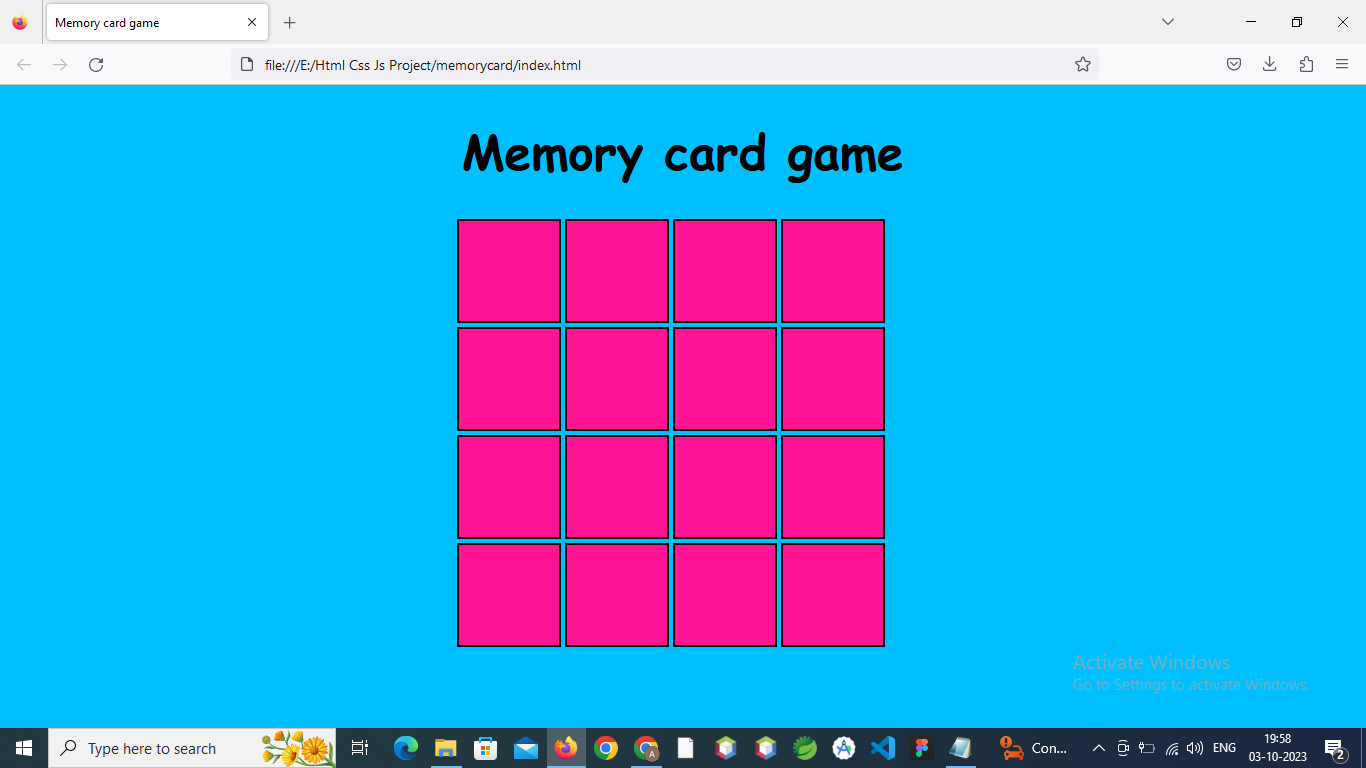 Memory card game
file:///E:/Html Css Js Project/memorycard/index.html
Memory card game
Activate Windows
Go to Settings to activate Windows.
Type here to search
A
Con...
ENG
19:58
03-10-2023
2